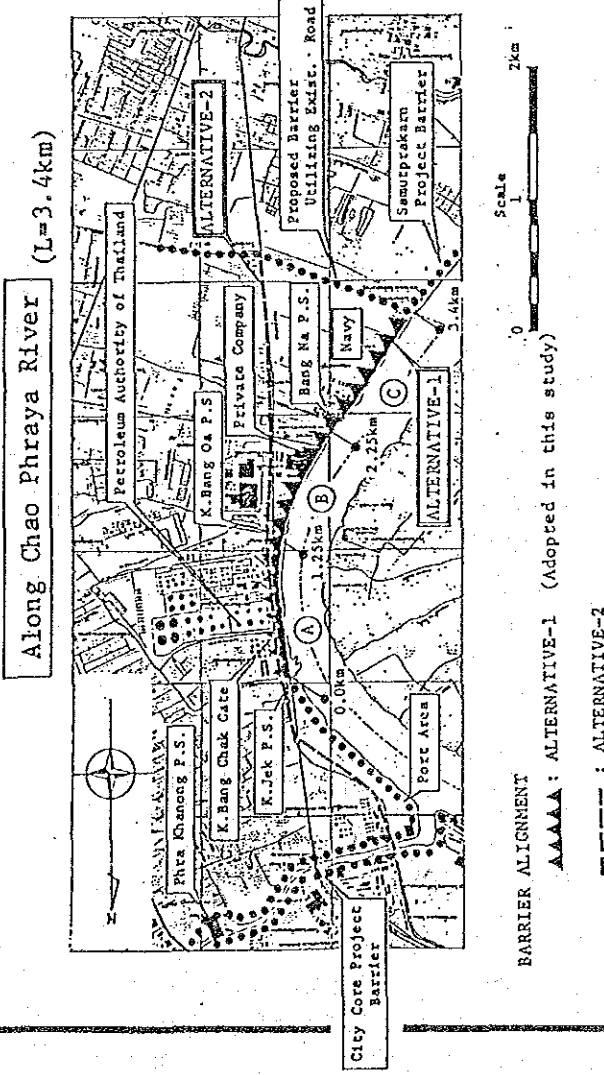 Along Chao Phraya River (L=3.4km)
Petroleum Authority of Thailand
ALTERNATIVE-2
K.Bang Oa P.S
Private Company
Bang Na P.S.
Navy
Proposed Barrier
Utilizing Exist. Road
Samutprakarn
Project Barrier
N
Phra Khanong P.S.
K.Bang Chak Gate
K.Jek P.S.
0.0km
A
1.25km
B
2.25km
C
3.4km
ALTERNATIVE-1
Port Area
City Core Project
Barrier
Scale
0 1 2km
BARRIER ALIGNMENT
: ALTERNATIVE-1 (Adopted in this study)
: ALTERNATIVE-2